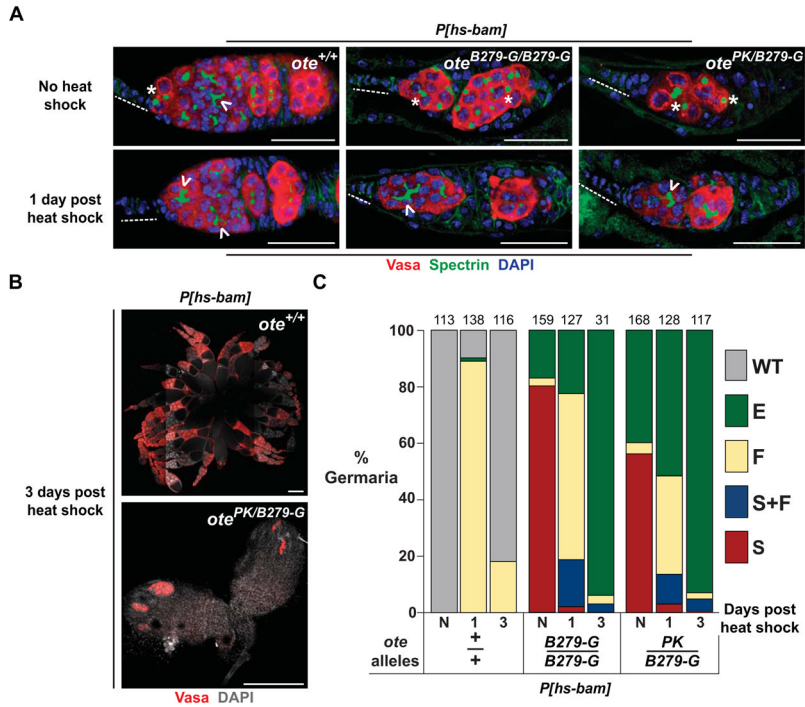 A
P[hs-bam]
No heat
shock
ote+/+
oteB279-G/B279-G
otePK/B279-G
*
*
*
*
*
>
1 day post
heat shock
>
>
>
>
Vasa Spectrin DAPI
B
P[hs-bam]
ote+/+
3 days post
heat shock
otePK/B279-G
Vasa DAPI
C
113 138 116 159 127 31 168 128 117
100
80
60
40
20
0
%
Germaria
WT
E
F
S+F
S
N 1 3 N 1 3 N 1 3
Days post
heat shock
ote
alleles
+
+
B279-G
B279-G
PK
B279-G
P[hs-bam]